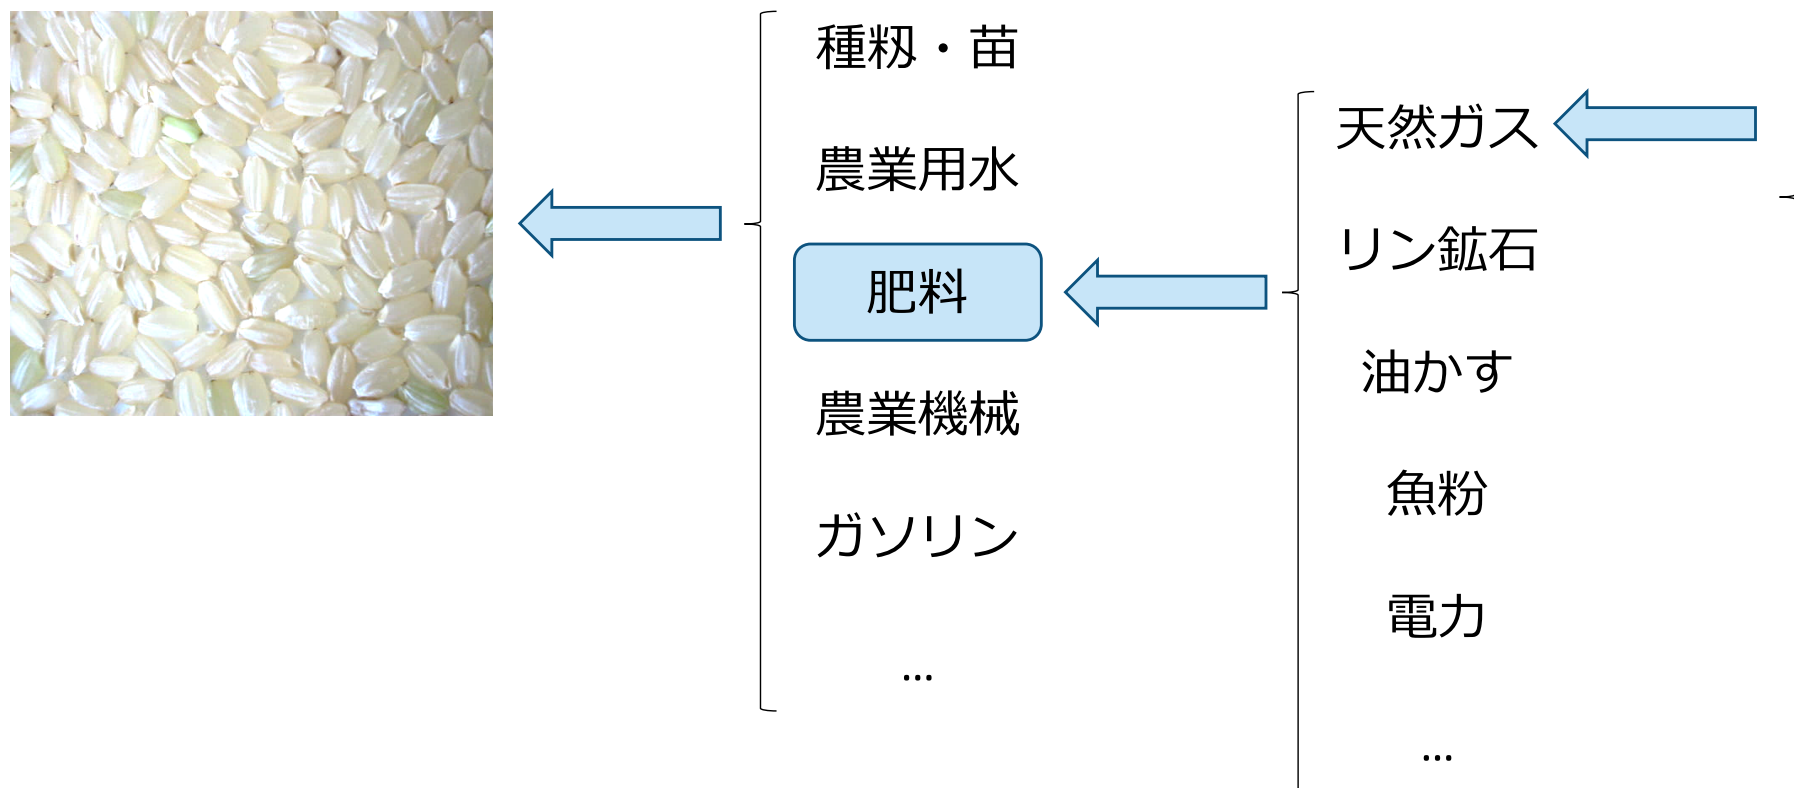 種籾・苗
農業用水
肥料
農業機械
ガソリン
…
天然ガス
リン鉱石
油かす
魚粉
電力
…